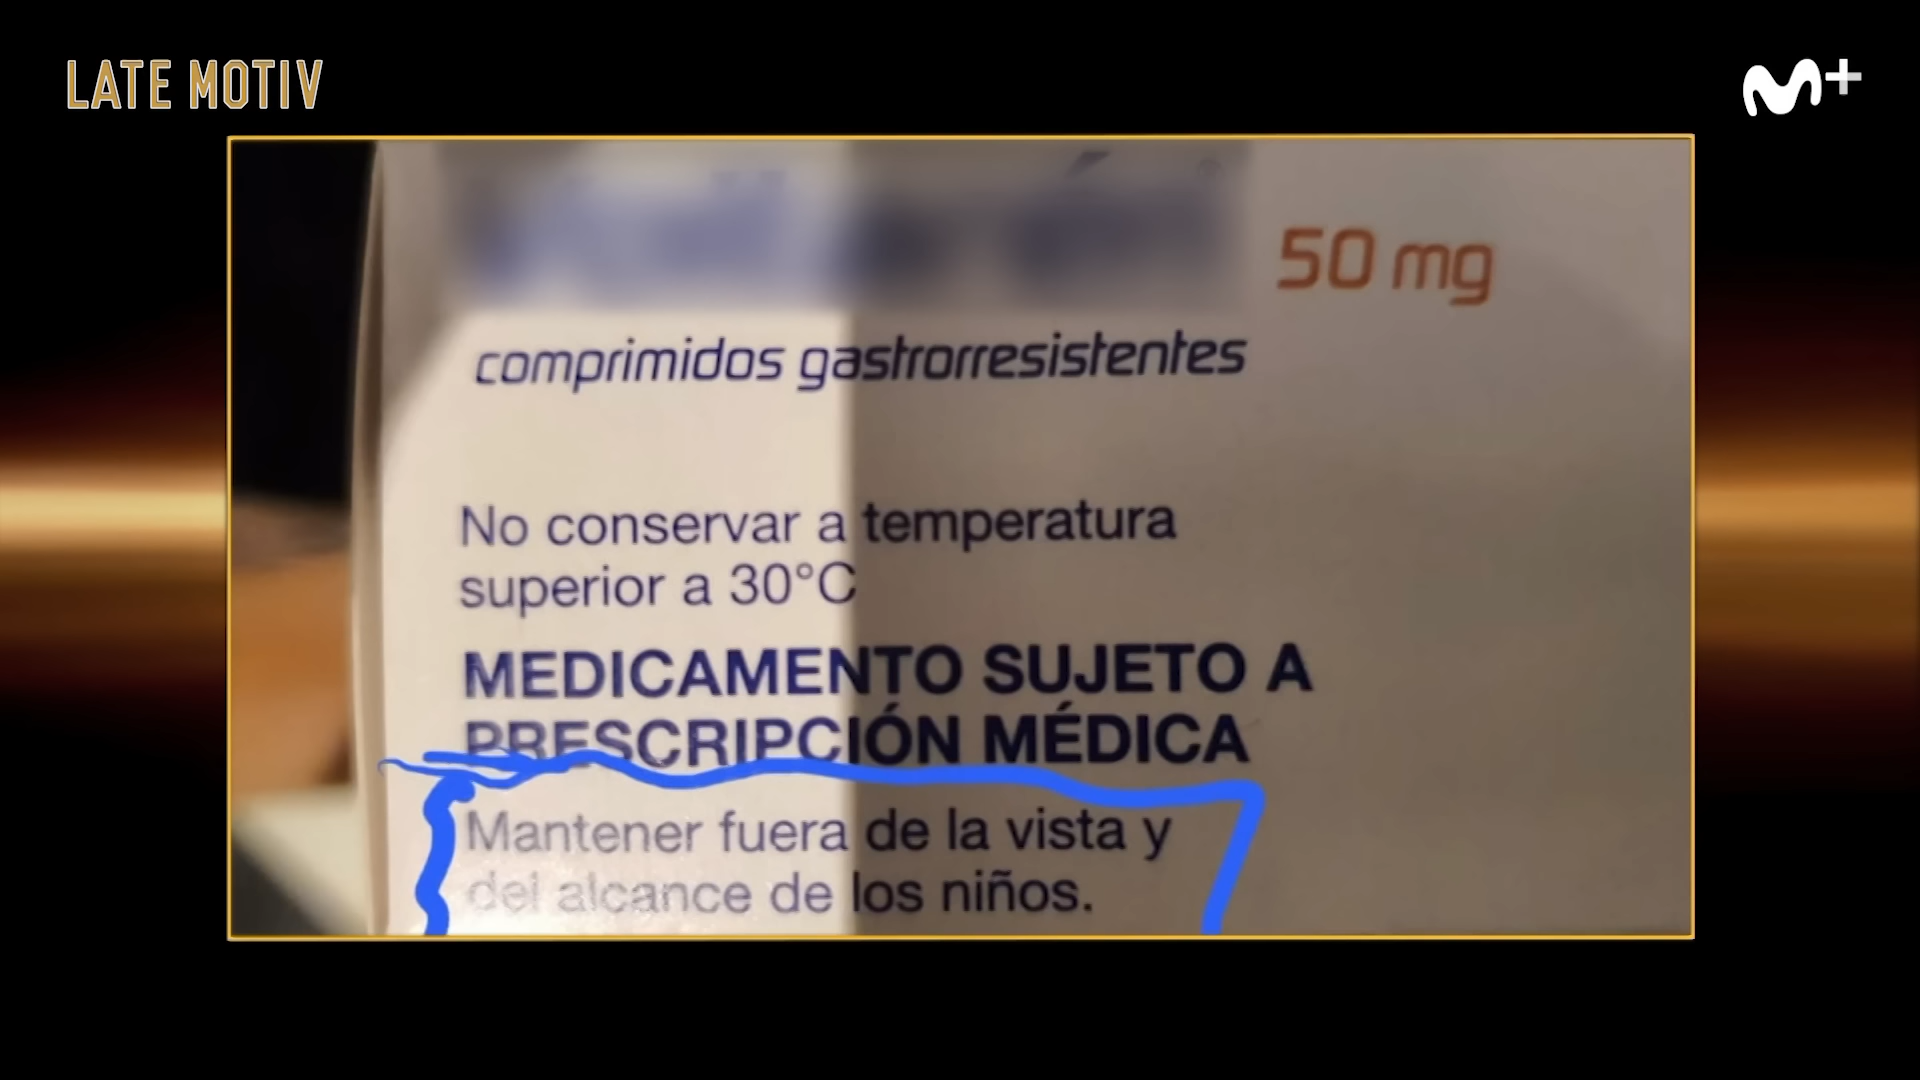 LATE MOTIV
M+
50 mg
comprimidos gastrorresistentes
No conservar a temperatura
superior a 30°C
MEDICAMENTO SUJETO A
PRESCRIPCIÓN MÉDICA
Mantener fuera de la vista y
del alcance de los niños.